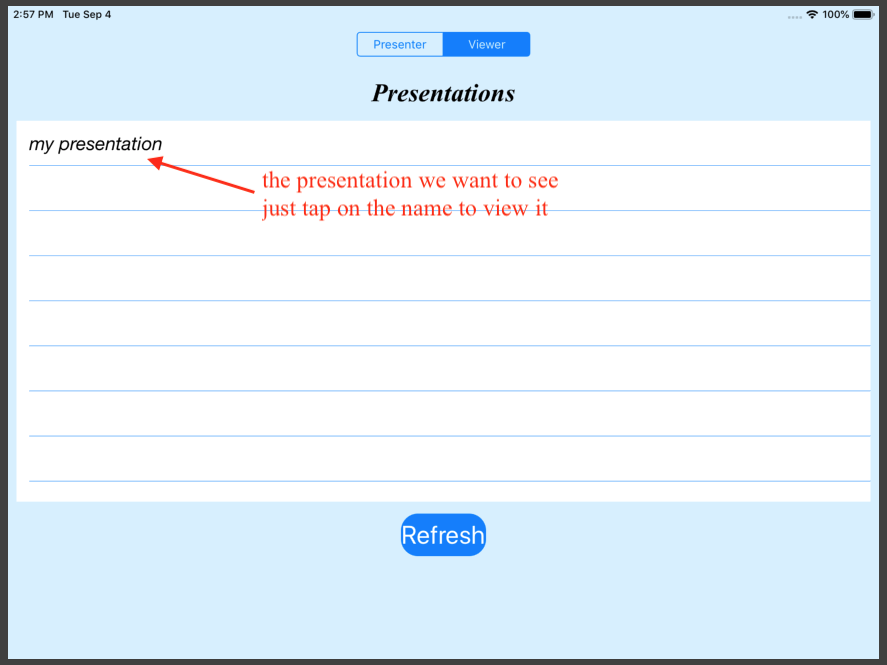 2:57 PM Tue Sep 4 100%
Presenter Viewer
Presentations
my presentation
the presentation we want to see
just tap on the name to view it
Refresh